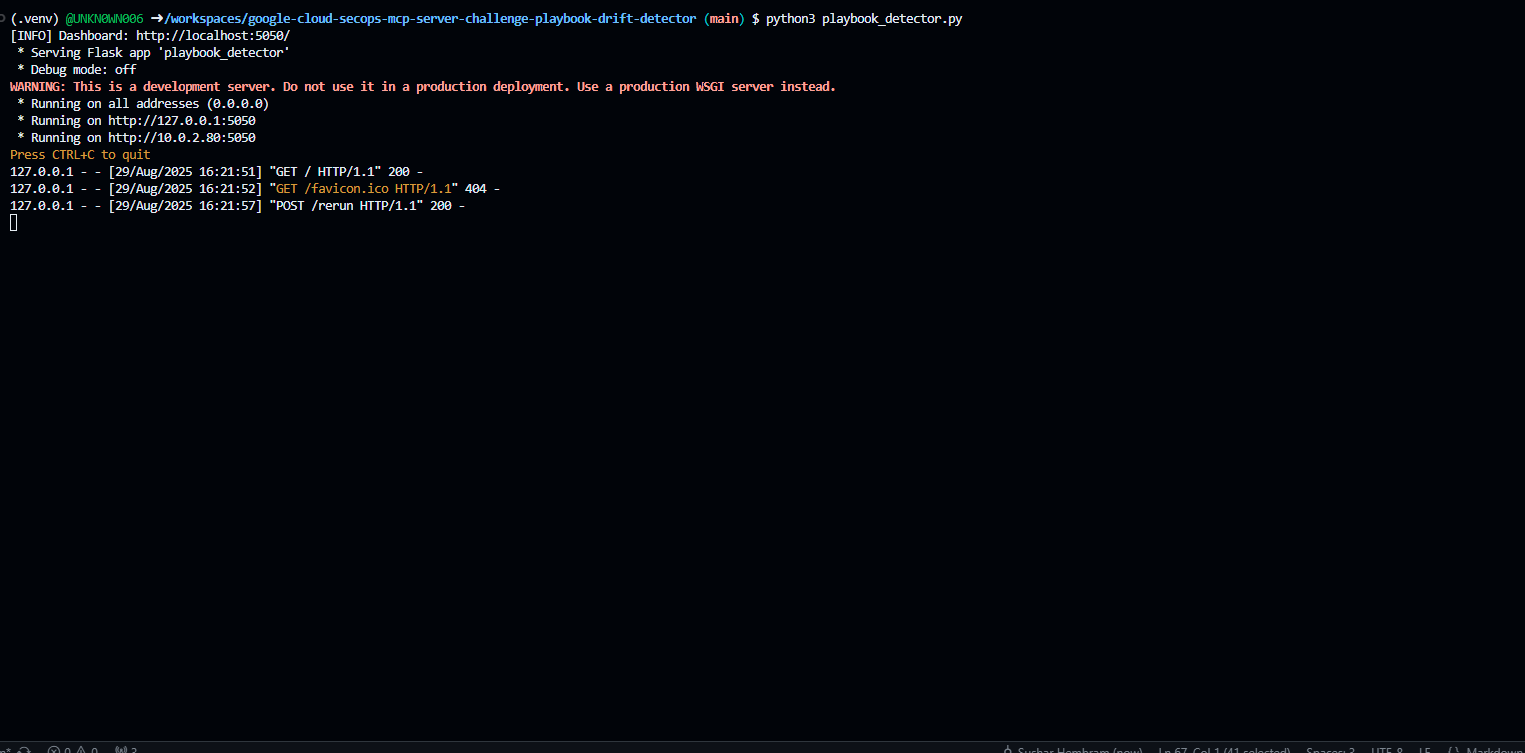 (.venv) @UNKN0WN006 ➜/workspaces/google-cloud-secops-mcp-server-challenge-playbook-drift-detector (main) $ python3 playbook_detector.py
[INFO] Dashboard: http://localhost:5050/
 * Serving Flask app 'playbook_detector'
 * Debug mode: off
WARNING: This is a development server. Do not use it in a production deployment. Use a production WSGI server instead.
 * Running on all addresses (0.0.0.0)
 * Running on http://127.0.0.1:5050
 * Running on http://10.0.2.80:5050
Press CTRL+C to quit
127.0.0.1 - - [29/Aug/2025 16:21:51] "GET / HTTP/1.1" 200 -
127.0.0.1 - - [29/Aug/2025 16:21:52] "GET /favicon.ico HTTP/1.1" 404 -
127.0.0.1 - - [29/Aug/2025 16:21:57] "POST /rerun HTTP/1.1" 200 -
0 0 Hembram (now) Ln 67, Col 1 (41 selected) Spaces: 3 UTF-8 LF Markdown